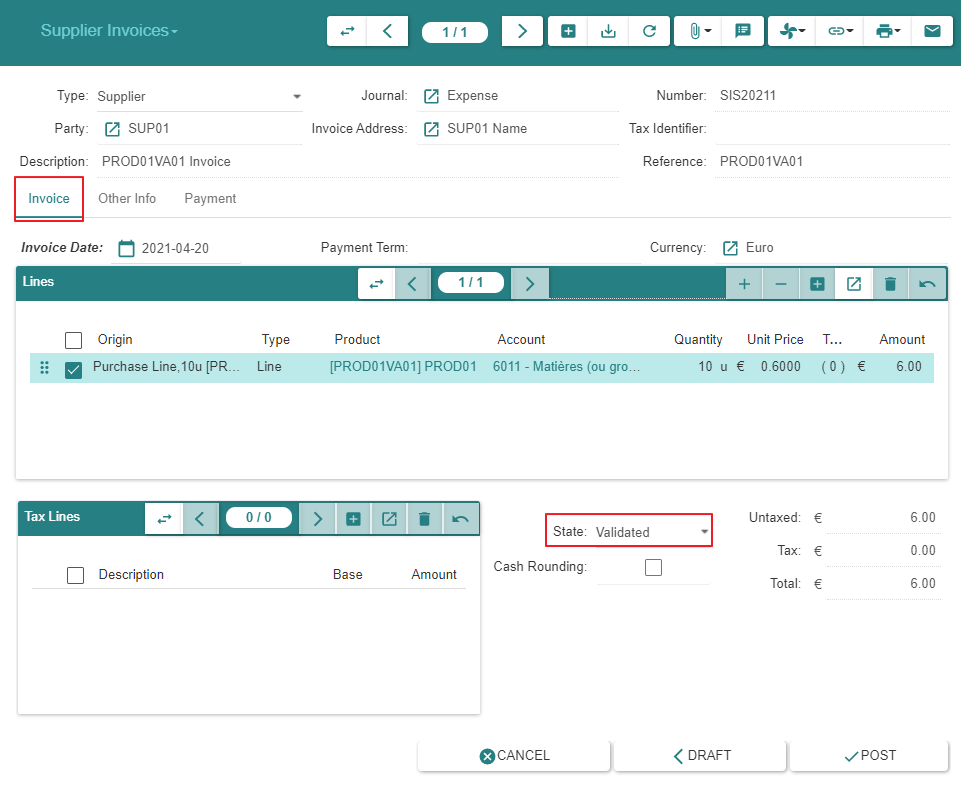 Supplier Invoices
1 / 1
Type: Supplier Journal: Expense Number: SIS20211
Party: SUP01 Invoice Address: SUP01 Name Tax Identifier:
Description: PROD01VA01 Invoice Reference: PROD01VA01
Invoice Other Info Payment
Invoice Date: 2021-04-20 Payment Term: Currency: Euro
Lines 1 / 1
Origin Type Product Account Quantity Unit Price T... Amount
Purchase Line,10u [PR... Line [PROD01VA01] PROD01 6011 - Matières (ou gro... 10 u € 0.6000 ( 0 ) € 6.00
Tax Lines 0 / 0
Description Base Amount
State: Validated
Cash Rounding:
Untaxed: € 6.00
Tax: € 0.00
Total: € 6.00
CANCEL DRAFT POST